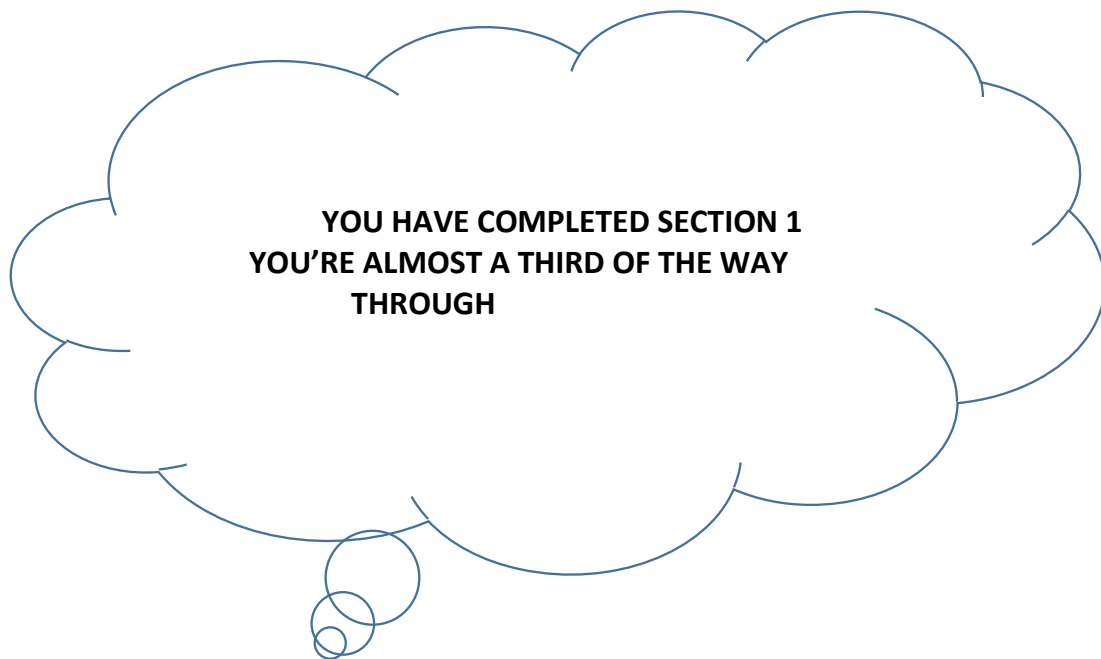 YOU HAVE COMPLETED SECTION 1
YOU’RE ALMOST A THIRD OF THE WAY
THROUGH